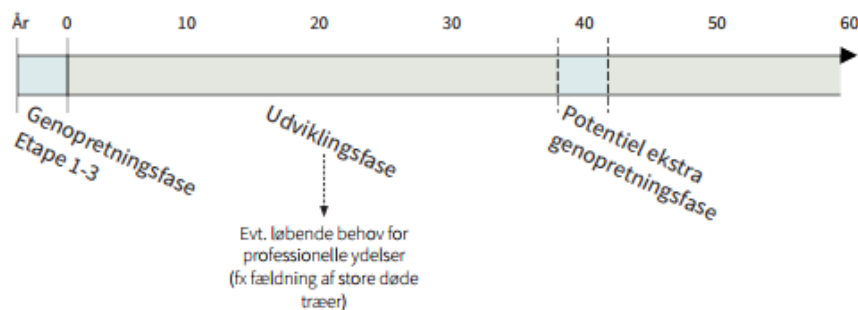 År 0 10 20 30 40 50 60
Genopretningsfase
Etape 1-3
Udviklingsfase
Potentiel ekstra
genopretningsfase
Evt. løbende behov for
professionelle ydelser
(fx fældning af store døde
træer)